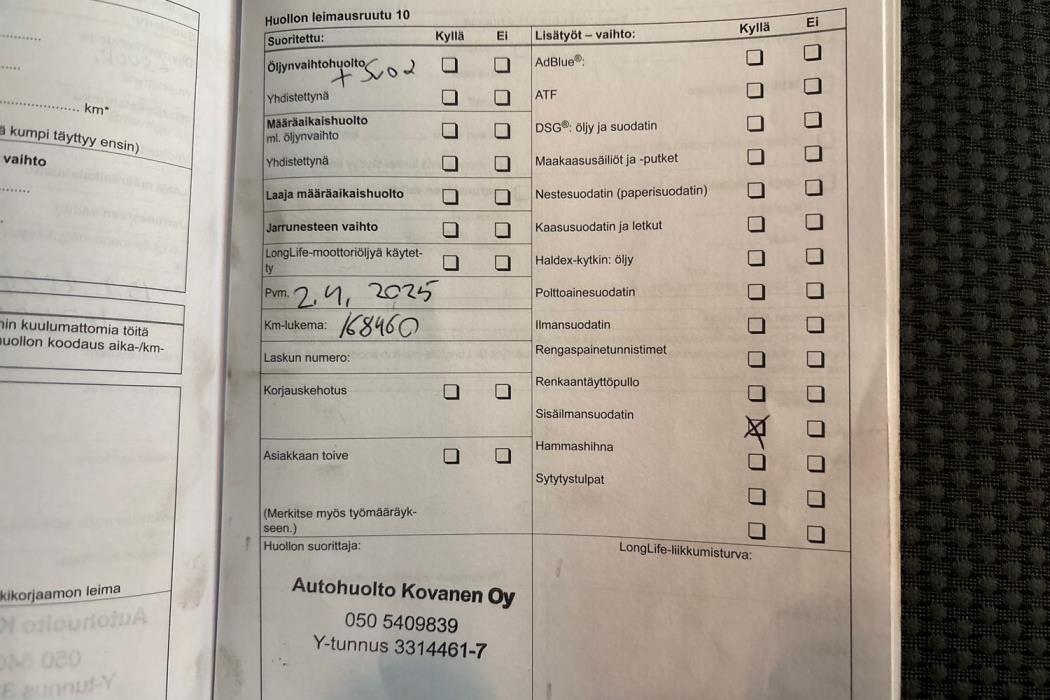 km*
ä kumpi täyttyy ensin)
vaihto
nin kuulumattomia töitä
uollon koodaus aika-/km-
kikorjaamon leima
Huollon leimausruutu 10
Suoritettu: Kyllä Ei
Öljynvaihtohuolto
+ Svod
Yhdistettynä
Määräaikaishuolto
ml. öljynvaihto
Yhdistettynä
Laaja määräaikaishuolto
Jarrunesteen vaihto
LongLife-moottoriöljyä käytet-
ty
Pvm. 2.4, 2025
Km-lukema: 168460
Laskun numero:
Korjauskehotus
Asiakkaan toive
(Merkitse myös työmääräyk-
seen.)
Huollon suorittaja:
Autohuolto Kovanen Oy
050 5409839
Y-tunnus 3314461-7
Lisätyöt – vaihto: Kyllä Ei
AdBlue®:
ATF
DSG®: öljy ja suodatin
Maakaasusäiliöt ja -putket
Nestesuodatin (paperisuodatin)
Kaasusuodatin ja letkut
Haldex-kytkin: öljy
Polttoainesuodatin
Ilmansuodatin
Rengaspainetunnistimet
Renkaantäyttöpullo
Sisäilmansuodatin
Hammashihna
Sytytystulpat
LongLife-liikkumisturva: